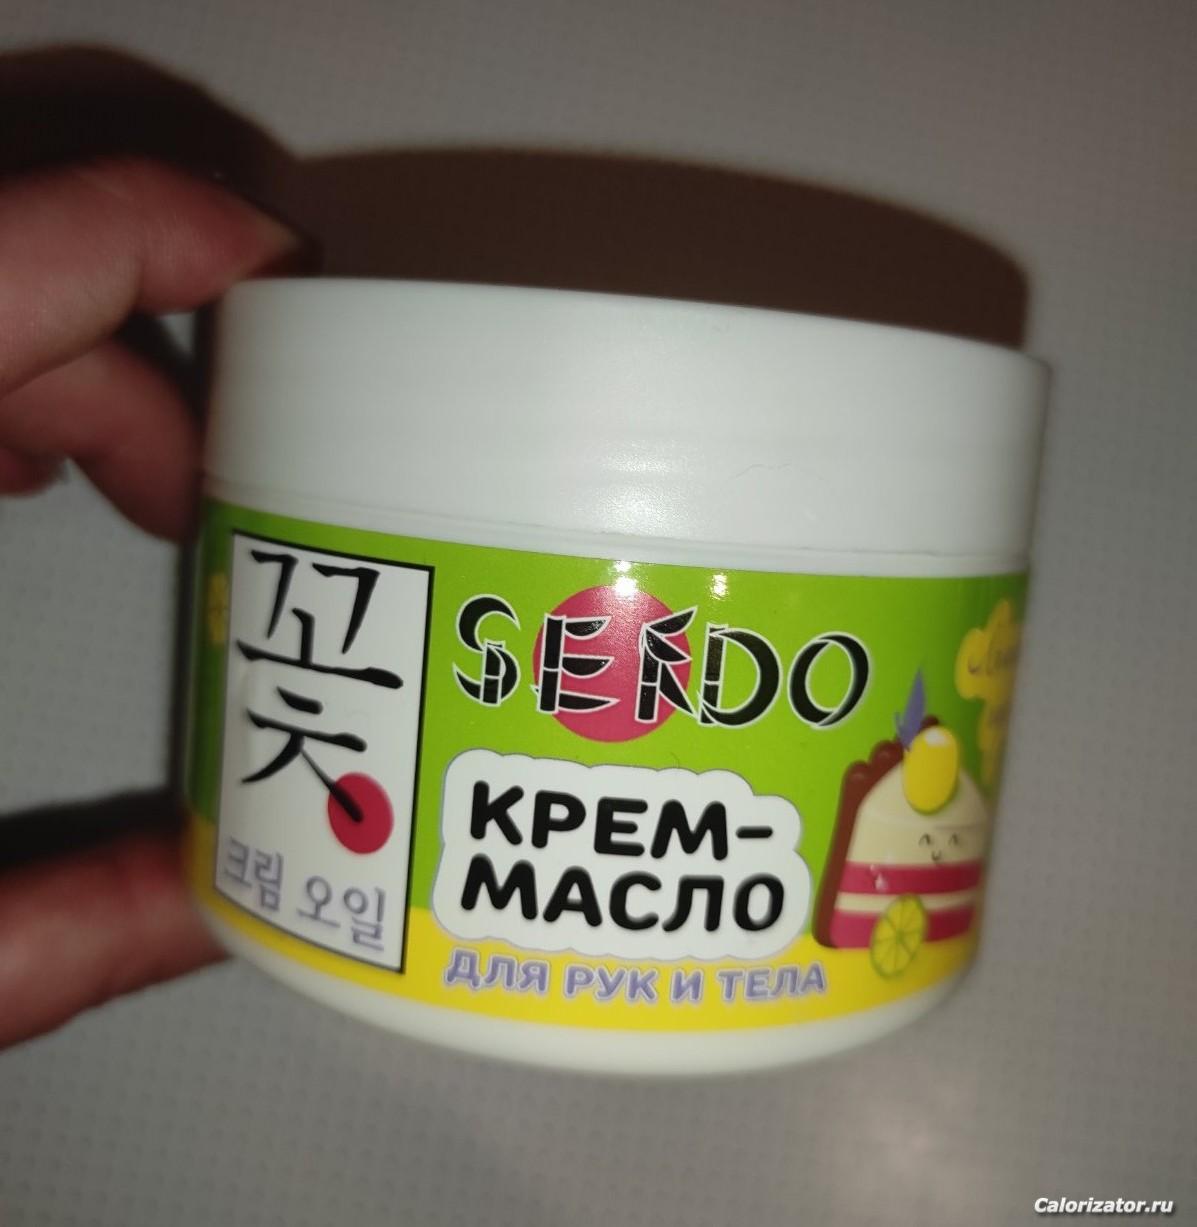 꽃
크림 오일
SENDO
КРЕМ-
МАСЛО
ДЛЯ РУК И ТЕЛА
Calorizator.ru